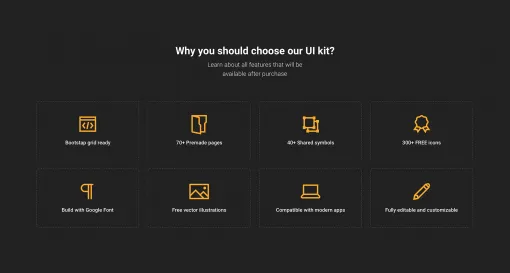 Why you should choose our UI kit?
Learn about all features that will be
available after purchase
Bootstap grid ready
70+ Premade pages
40+ Shared symbols
300+ FREE icons
Build with Google Font
Free vector illustrations
Compatible with modern apps
Fully-editable and customizable